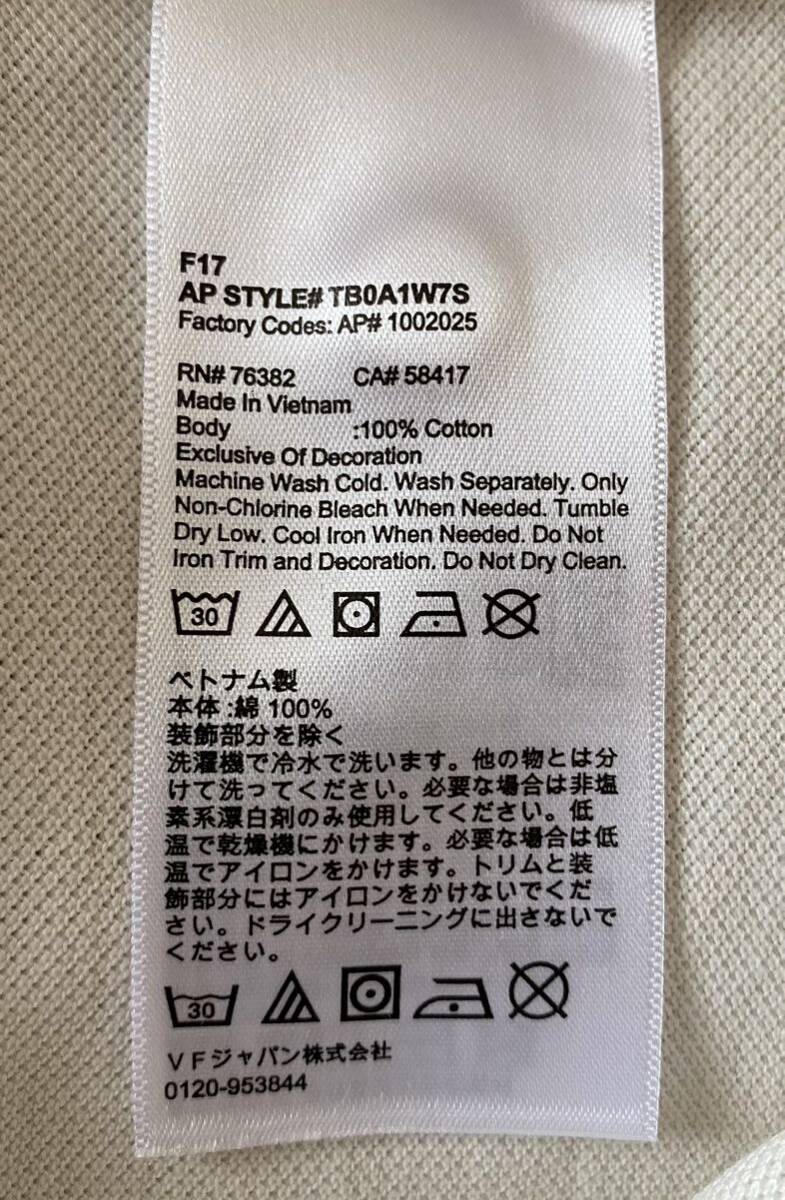 F17
AP STYLE# TB0A1W7S
Factory Codes: AP# 1002025
RN# 76382 CA# 58417
Made In Vietnam
Body :100% Cotton
Exclusive Of Decoration
Machine Wash Cold. Wash Separately. Only
Non-Chlorine Bleach When Needed. Tumble
Dry Low. Cool Iron When Needed. Do Not
Iron Trim and Decoration. Do Not Dry Clean.
30
ベトナム製
本体:綿 100%
装飾部分を除く
洗濯機で冷水で洗います。他の物とは分
けて洗ってください。必要な場合は非塩
素系漂白剤のみ使用してください。低
温で乾燥機にかけます。必要な場合は低
温でアイロンをかけます。トリムと装
飾部分にはアイロンをかけないでくだ
さい。ドライクリーニングに出さないで
ください。
30
VFジャパン株式会社
0120-953844